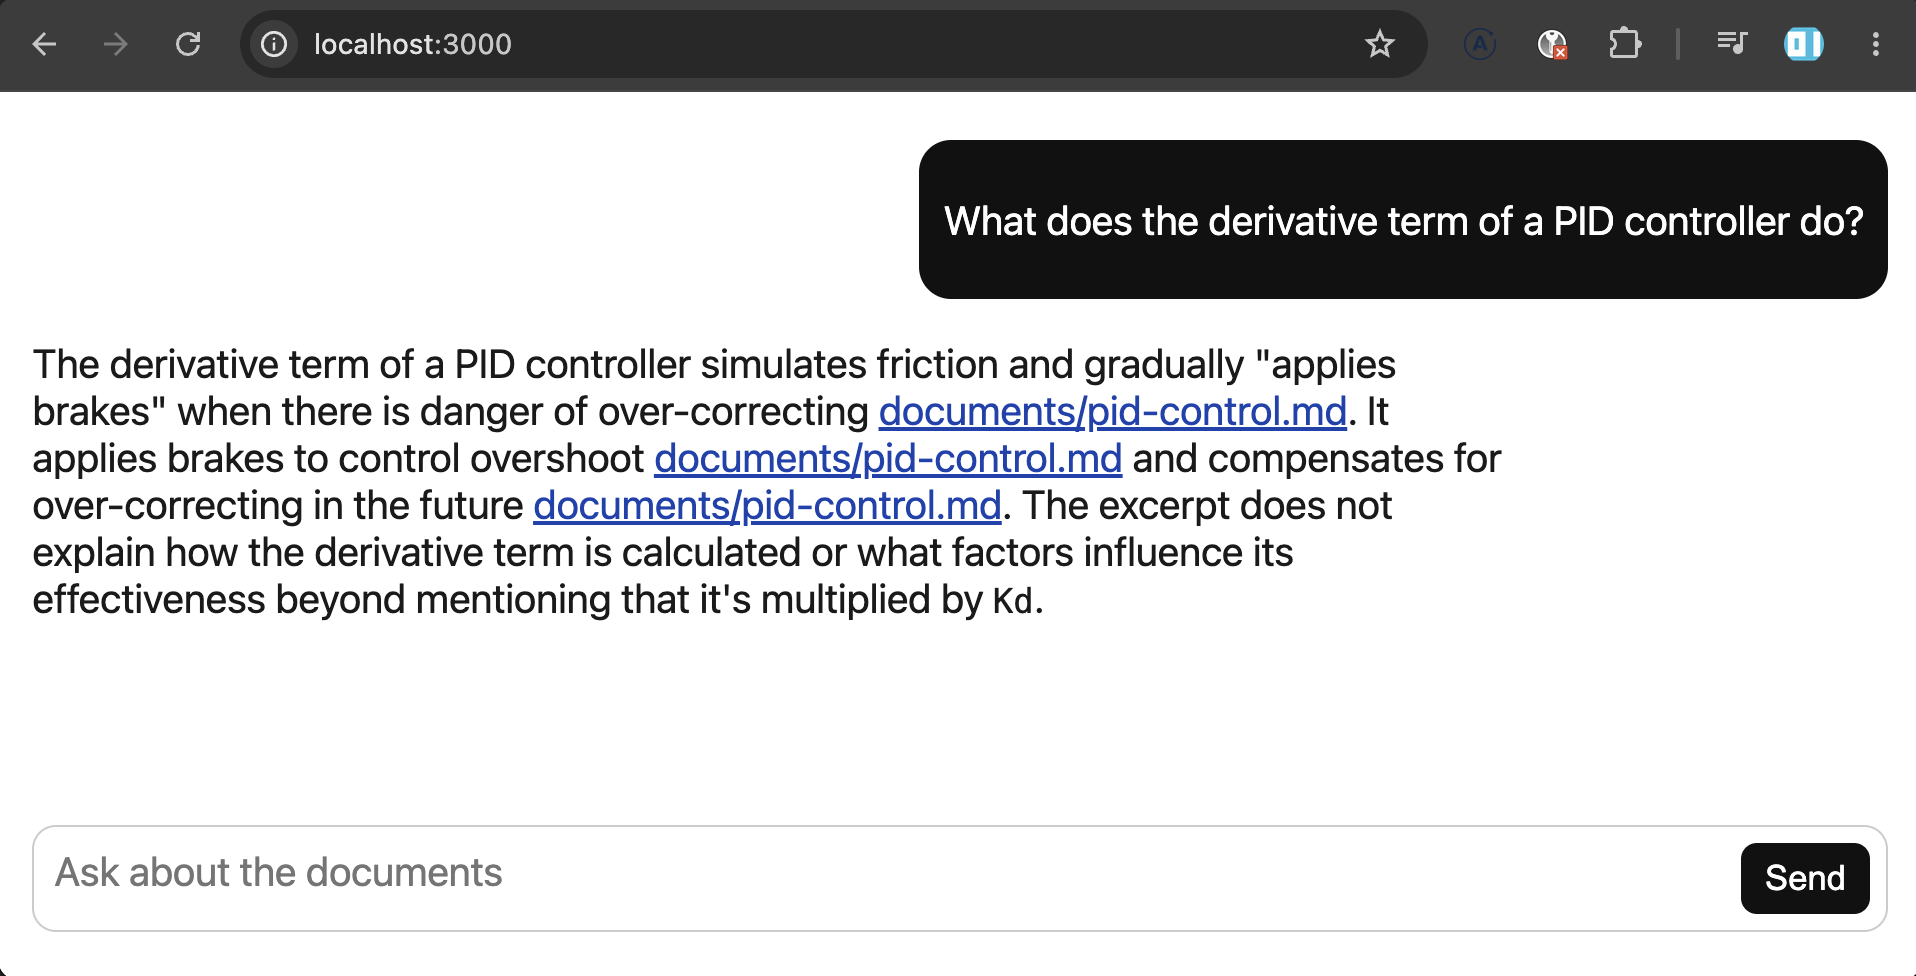 localhost:3000
What does the derivative term of a PID controller do?
The derivative term of a PID controller simulates friction and gradually "applies
brakes" when there is danger of over-correcting documents/pid-control.md. It
applies brakes to control overshoot documents/pid-control.md and compensates for
over-correcting in the future documents/pid-control.md. The excerpt does not
explain how the derivative term is calculated or what factors influence its
effectiveness beyond mentioning that it's multiplied by Kd.
Ask about the documents
Send